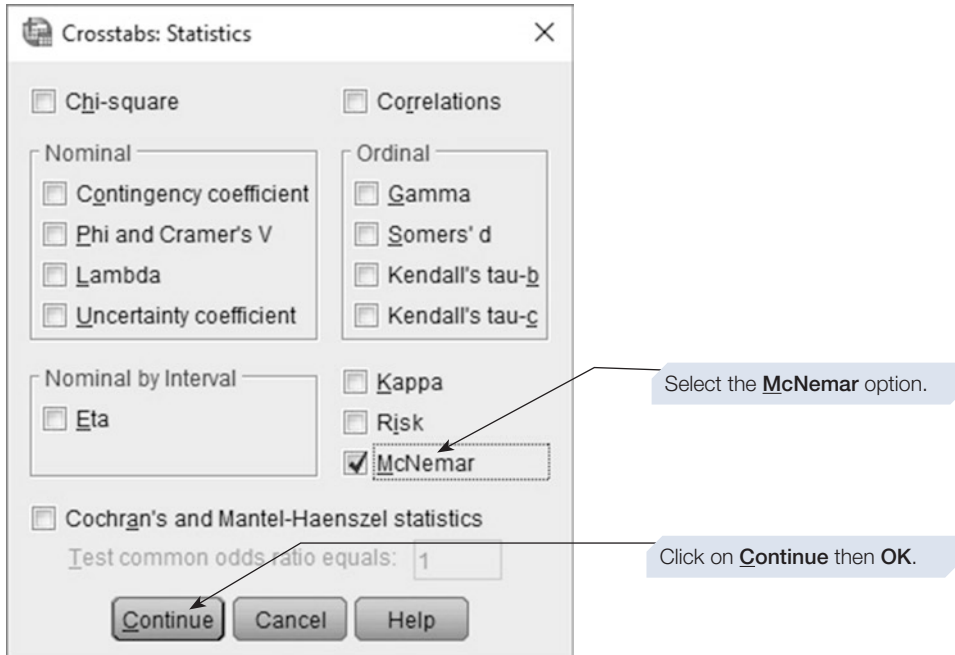 Crosstabs: Statistics
Chi-square
Correlations
Nominal
Contingency coefficient
Phi and Cramer's V
Lambda
Uncertainty coefficient
Ordinal
Gamma
Somers' d
Kendall's tau-b
Kendall's tau-c
Nominal by Interval
Eta
Kappa
Risk
McNemar
Select the McNemar option.
Cochran's and Mantel-Haenszel statistics
Test common odds ratio equals: 1
Click on Continue then OK.
Continue
Cancel
Help